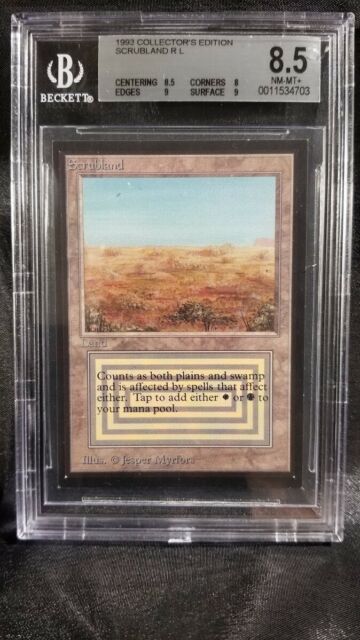 B
BECKETT®
1993 COLLECTOR'S EDITION
SCRUBLAND R L
CENTERING 8.5 CORNERS 8
EDGES 9 SURFACE 9
8.5
NM-MT+
0011534703
Scrubland
Land
Counts as both plains and swamp
and is affected by spells that affect
either. Tap to add either or to
your mana pool.
Illus. © Jesper Myrfors